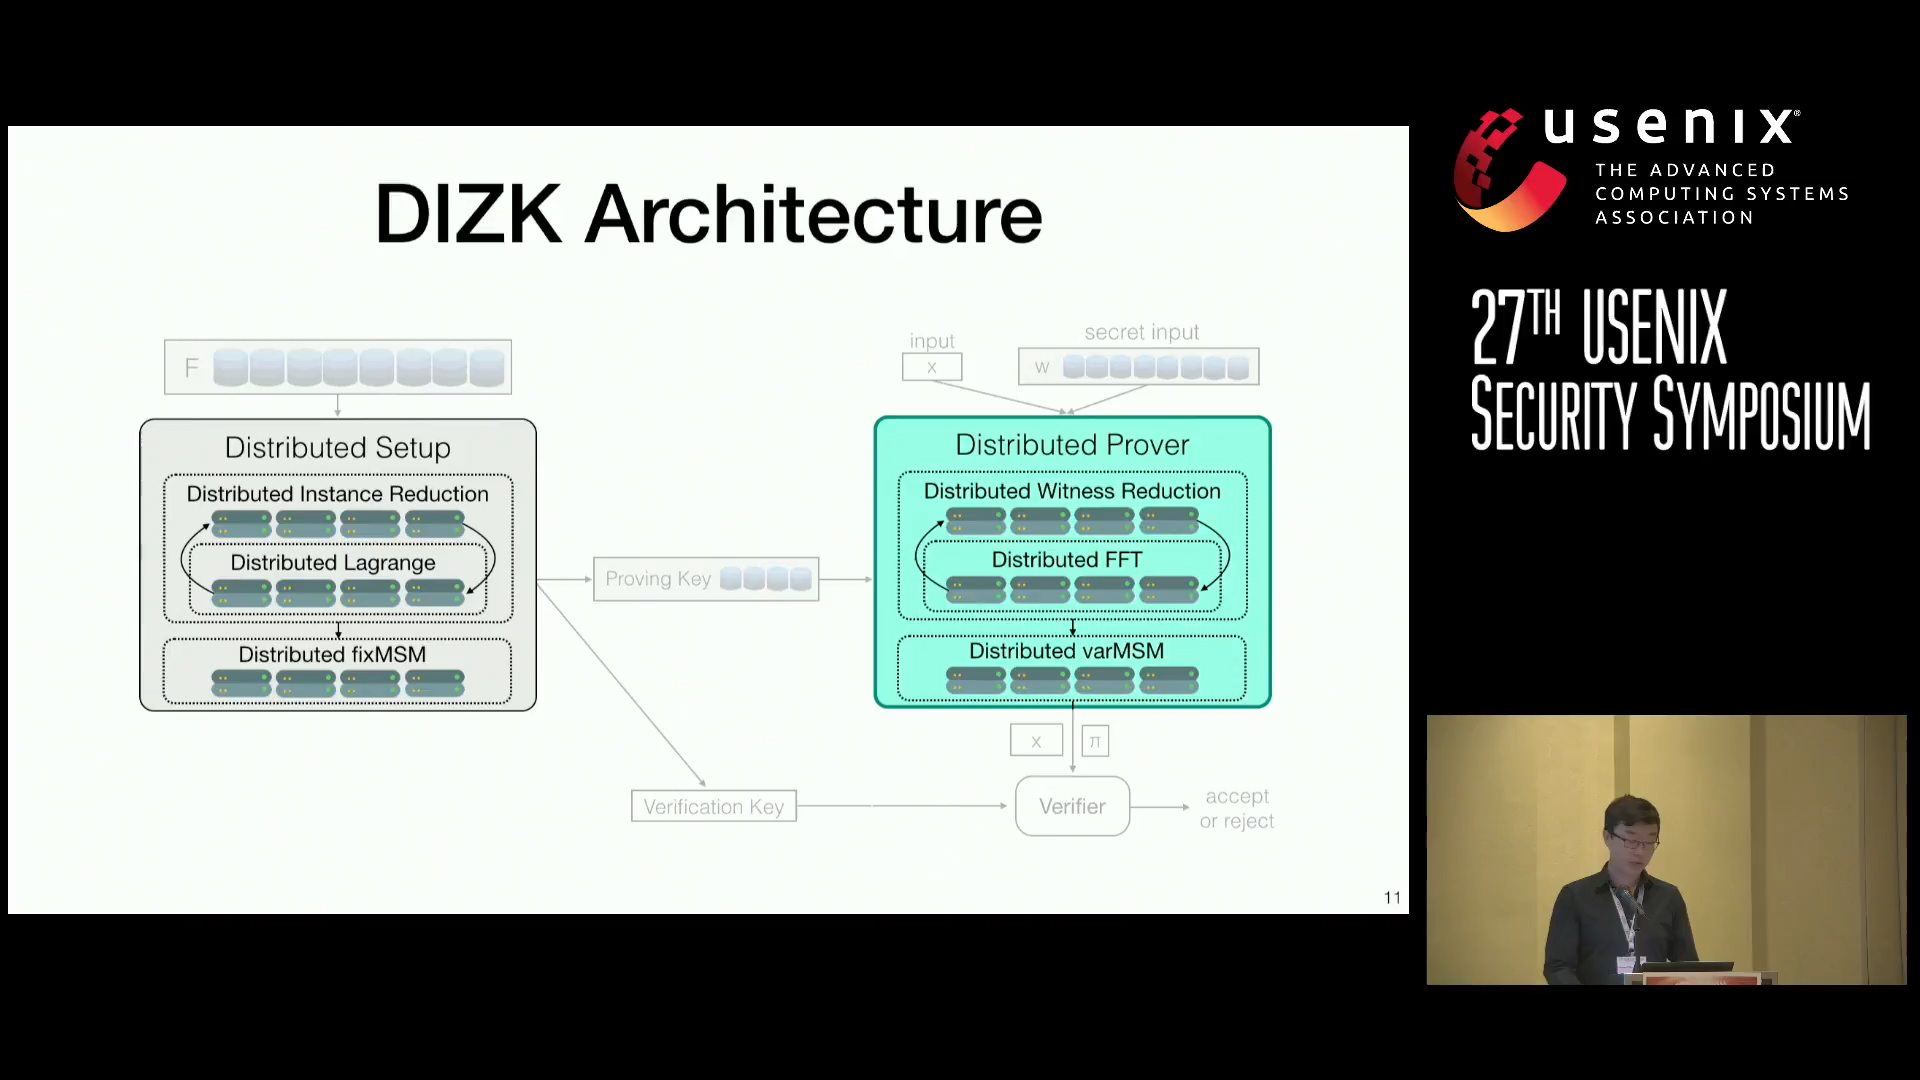 DIZK Architecture
F
Distributed Setup
Distributed Instance Reduction
Distributed Lagrange
Distributed fixMSM
Proving Key
Verification Key
input
x
secret input
w
Distributed Prover
Distributed Witness Reduction
Distributed FFT
Distributed varMSM
x
π
Verifier
accept
or reject
11
usenix®
THE ADVANCED
COMPUTING SYSTEMS
ASSOCIATION
27TH USENIX
SECURITY SYMPOSIUM